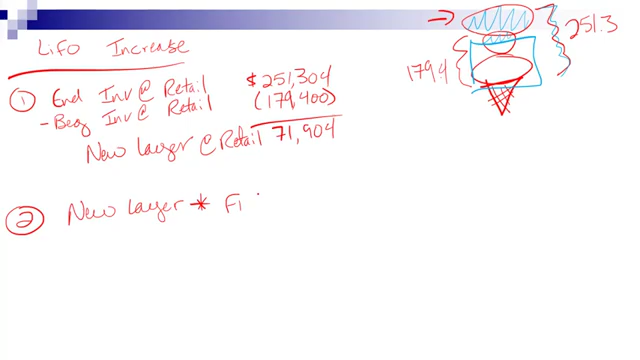 LIFO Increase
① End Inv @ Retail $251,304
- Beg Inv @ Retail (179,400)
New Layer @ Retail 71,904
② New Layer * Fi
251.3
179.4